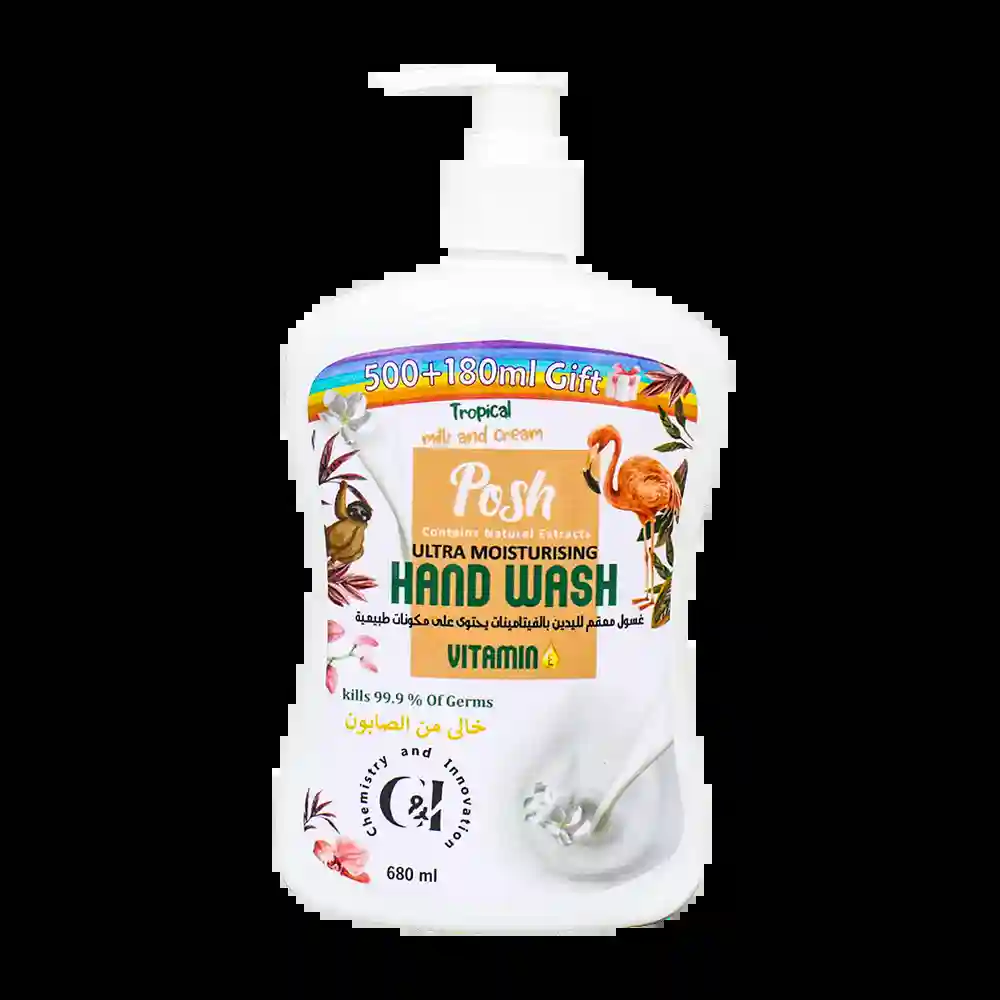 500+180ml Gift
Tropical
milk and cream
Posh
Contains Natural Extracts
ULTRA MOISTURISING
HAND WASH
غسول معقم لليدين بالفيتامينات يحتوى على مكونات طبيعية
VITAMIN
kills 99.9 % Of Germs
خالى من الصابون
Chemistry and Innovation
C&I
680 ml